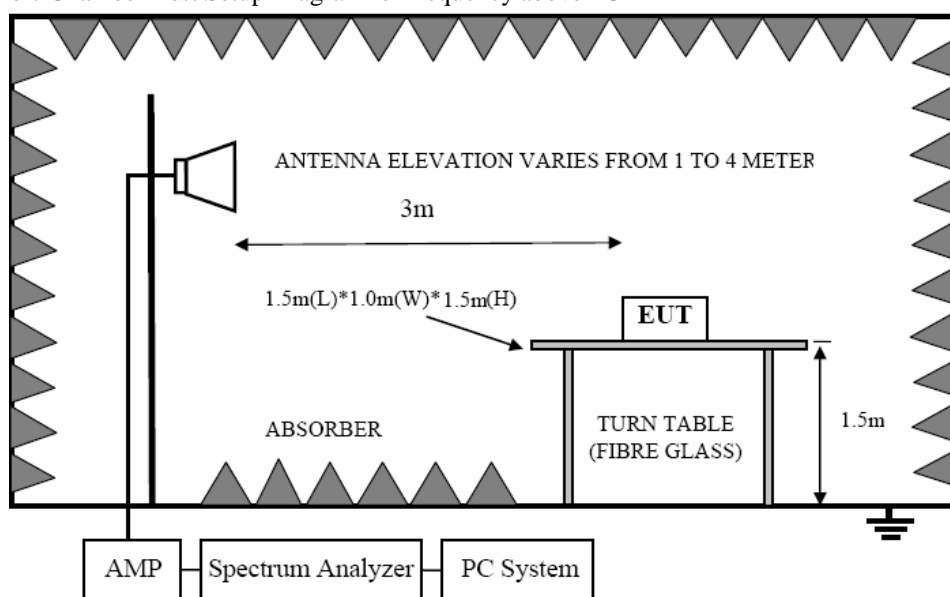 ANTENNA ELEVATION VARIES FROM 1 TO 4 METER
3m
1.5m(L)*1.0m(W)*1.5m(H)
EUT
ABSORBER
TURN TABLE
(FIBRE GLASS)
1.5m
AMP
Spectrum Analyzer
PC System